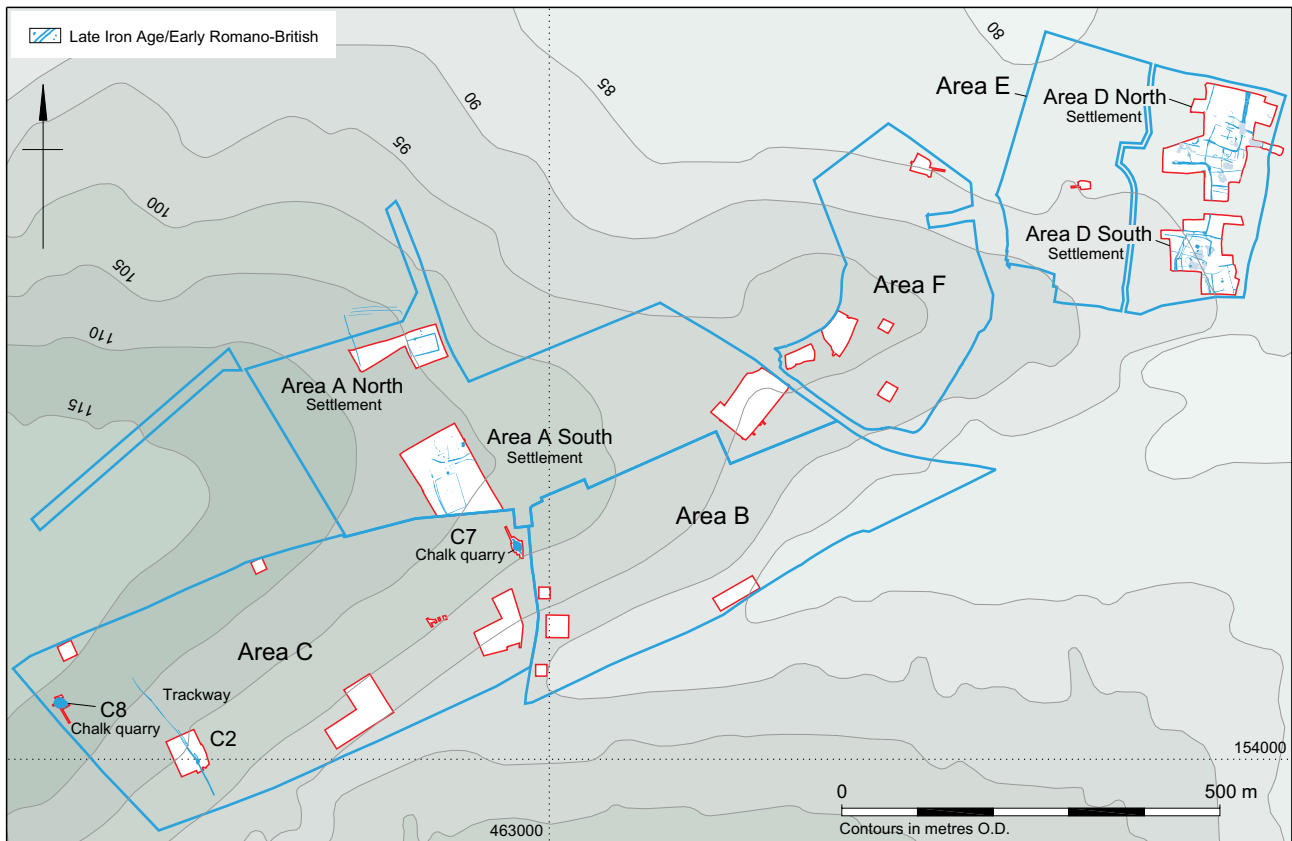 Late Iron Age/Early Romano-British
80
85
90
95
100
105
110
115
Area E
Area D North
Settlement
Area D South
Settlement
Area F
Area A North
Settlement
Area A South
Settlement
Area B
C7
Chalk quarry
Area C
Trackway
C8
Chalk quarry
C2
154000
463000
0
500 m
Contours in metres O.D.